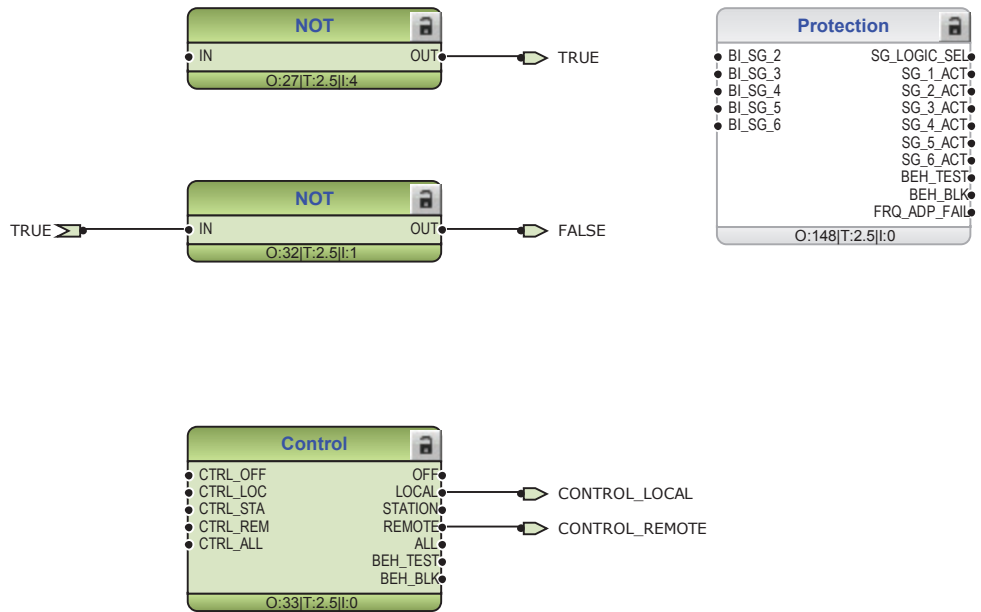 NOT
IN OUT
TRUE
O:27|T:2.5|I:4
Protection
BI_SG_2 SG_LOGIC_SEL
BI_SG_3 SG_1_ACT
BI_SG_4 SG_2_ACT
BI_SG_5 SG_3_ACT
BI_SG_6 SG_4_ACT
SG_5_ACT
SG_6_ACT
BEH_TEST
BEH_BLK
FRQ_ADP_FAIL
O:148|T:2.5|I:0
NOT
TRUE
IN OUT
FALSE
O:32|T:2.5|I:1
Control
CTRL_OFF OFF
CTRL_LOC LOCAL
CONTROL_LOCAL
CTRL_STA STATION
CTRL_REM REMOTE
CONTROL_REMOTE
CTRL_ALL ALL
BEH_TEST
BEH_BLK
O:33|T:2.5|I:0